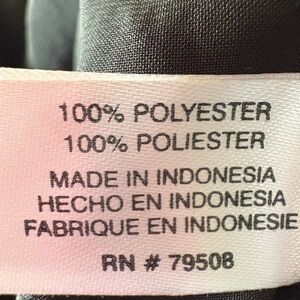 100% POLYESTER
100% POLIESTER
MADE IN INDONESIA
HECHO EN INDONESIA
FABRIQUE EN INDONESIE
RN # 79508